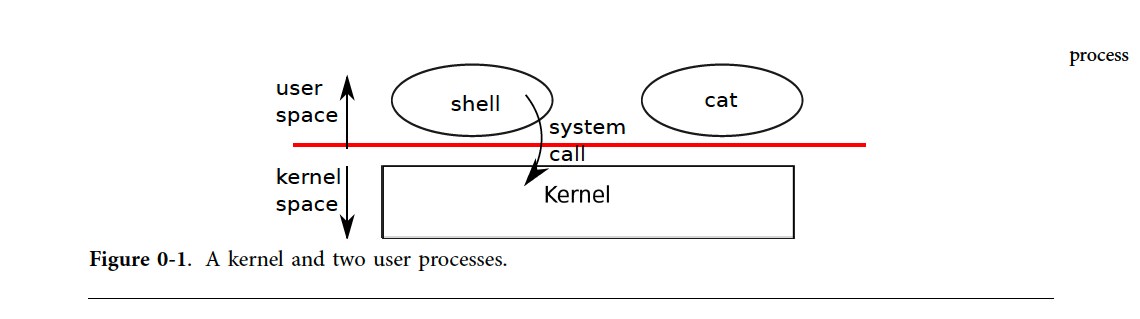 process
user
space
shell
cat
system
call
kernel
space
Kernel
Figure 0-1. A kernel and two user processes.